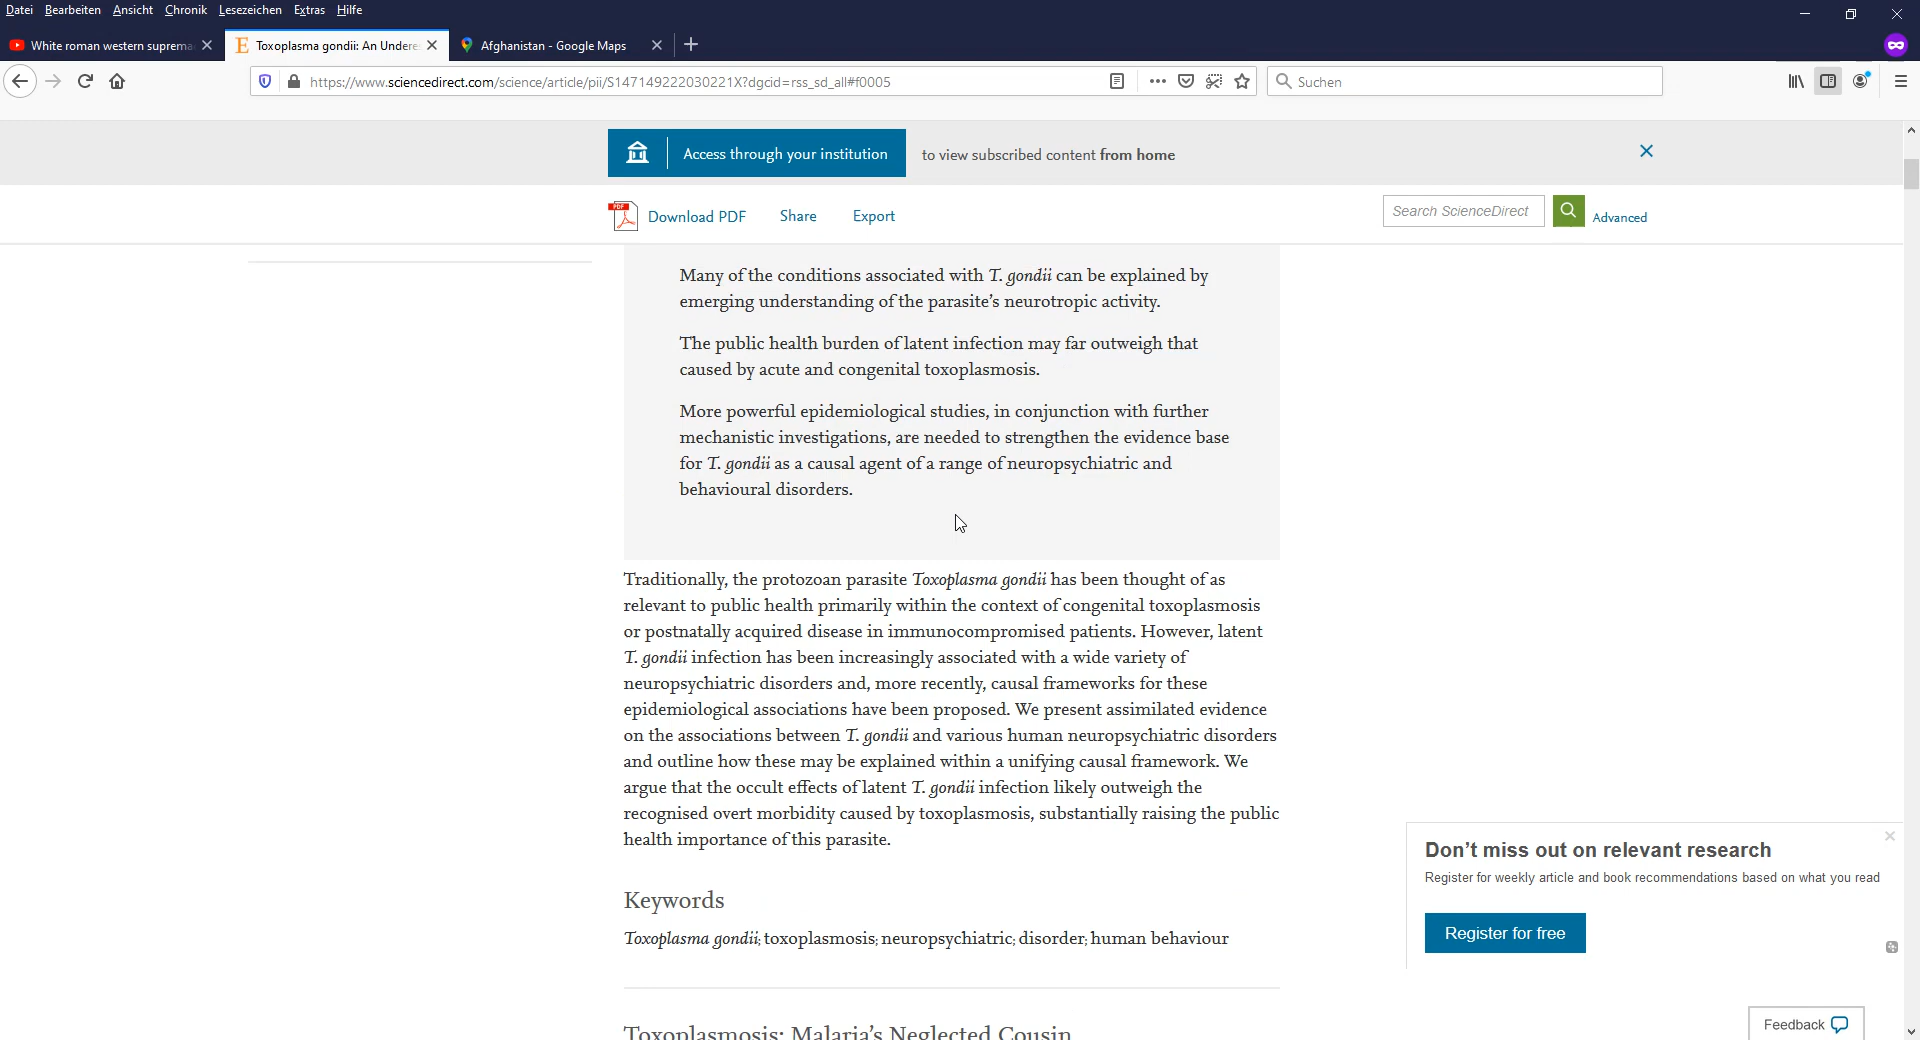 Datei Bearbeiten Ansicht Chronik Lesezeichen Extras Hilfe
White roman western suprema
Toxoplasma gondii: An Undere
Afghanistan - Google Maps
https://www.sciencedirect.com/science/article/pii/S147149222030221X?dgcid=rss_sd_all#f0005
Suchen
Access through your institution
to view subscribed content from home
PDF
Download PDF
Share
Export
Search ScienceDirect
Advanced
Many of the conditions associated with T. gondii can be explained by
emerging understanding of the parasite’s neurotropic activity.
The public health burden of latent infection may far outweigh that
caused by acute and congenital toxoplasmosis.
More powerful epidemiological studies, in conjunction with further
mechanistic investigations, are needed to strengthen the evidence base
for T. gondii as a causal agent of a range of neuropsychiatric and
behavioural disorders.
Traditionally, the protozoan parasite Toxoplasma gondii has been thought of as
relevant to public health primarily within the context of congenital toxoplasmosis
or postnatally acquired disease in immunocompromised patients. However, latent
T. gondii infection has been increasingly associated with a wide variety of
neuropsychiatric disorders and, more recently, causal frameworks for these
epidemiological associations have been proposed. We present assimilated evidence
on the associations between T. gondii and various human neuropsychiatric disorders
and outline how these may be explained within a unifying causal framework. We
argue that the occult effects of latent T. gondii infection likely outweigh the
recognised overt morbidity caused by toxoplasmosis, substantially raising the public
health importance of this parasite.
Keywords
Toxoplasma gondii; toxoplasmosis; neuropsychiatric; disorder; human behaviour
Toxoplasmosis: Malaria’s Neglected Cousin
Don’t miss out on relevant research
Register for weekly article and book recommendations based on what you read
Register for free
Feedback